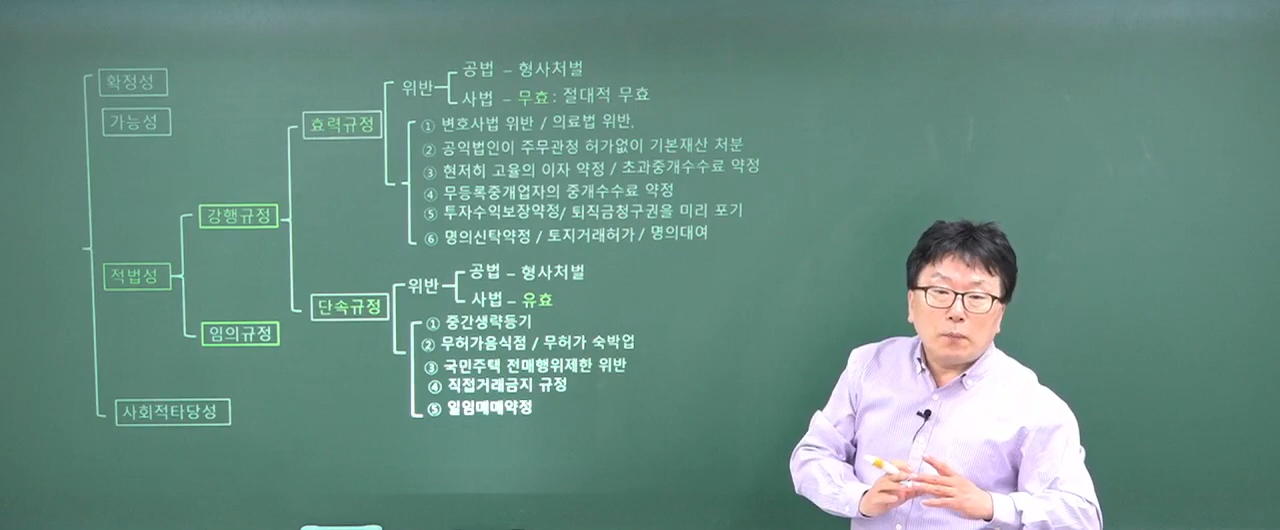 확정성
가능성
적법성
사회적타당성
강행규정
임의규정
효력규정
위반
공법 – 형사처벌
사법 – 무효 : 절대적 무효
① 변호사법 위반 / 의료법 위반.
② 공익법인이 주무관청 허가없이 기본재산 처분
③ 현저히 고율의 이자 약정 / 초과중개수수료 약정
④ 무등록중개업자의 중개수수료 약정
⑤ 투자수익보장약정/ 퇴직금청구권을 미리 포기
⑥ 명의신탁약정 / 토지거래허가 / 명의대여
단속규정
위반
공법 – 형사처벌
사법 – 유효
① 중간생략등기
② 무허가음식점 / 무허가 숙박업
③ 국민주택 전매행위제한 위반
④ 직접거래금지 규정
⑤ 일임매매약정